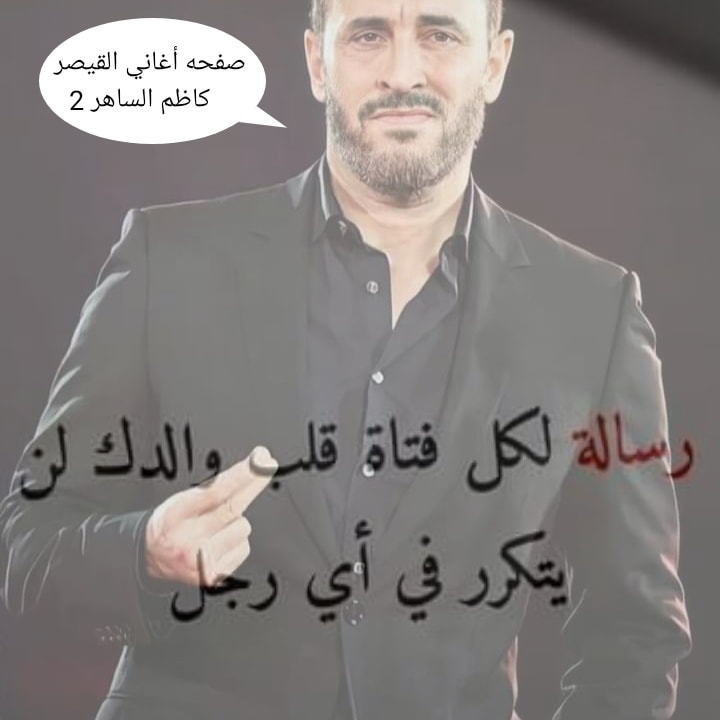 صفحه أغاني القيصر
كاظم الساهر 2
رسالة لكل فتاة قلب والدك لن
يتكرر في أي رجل